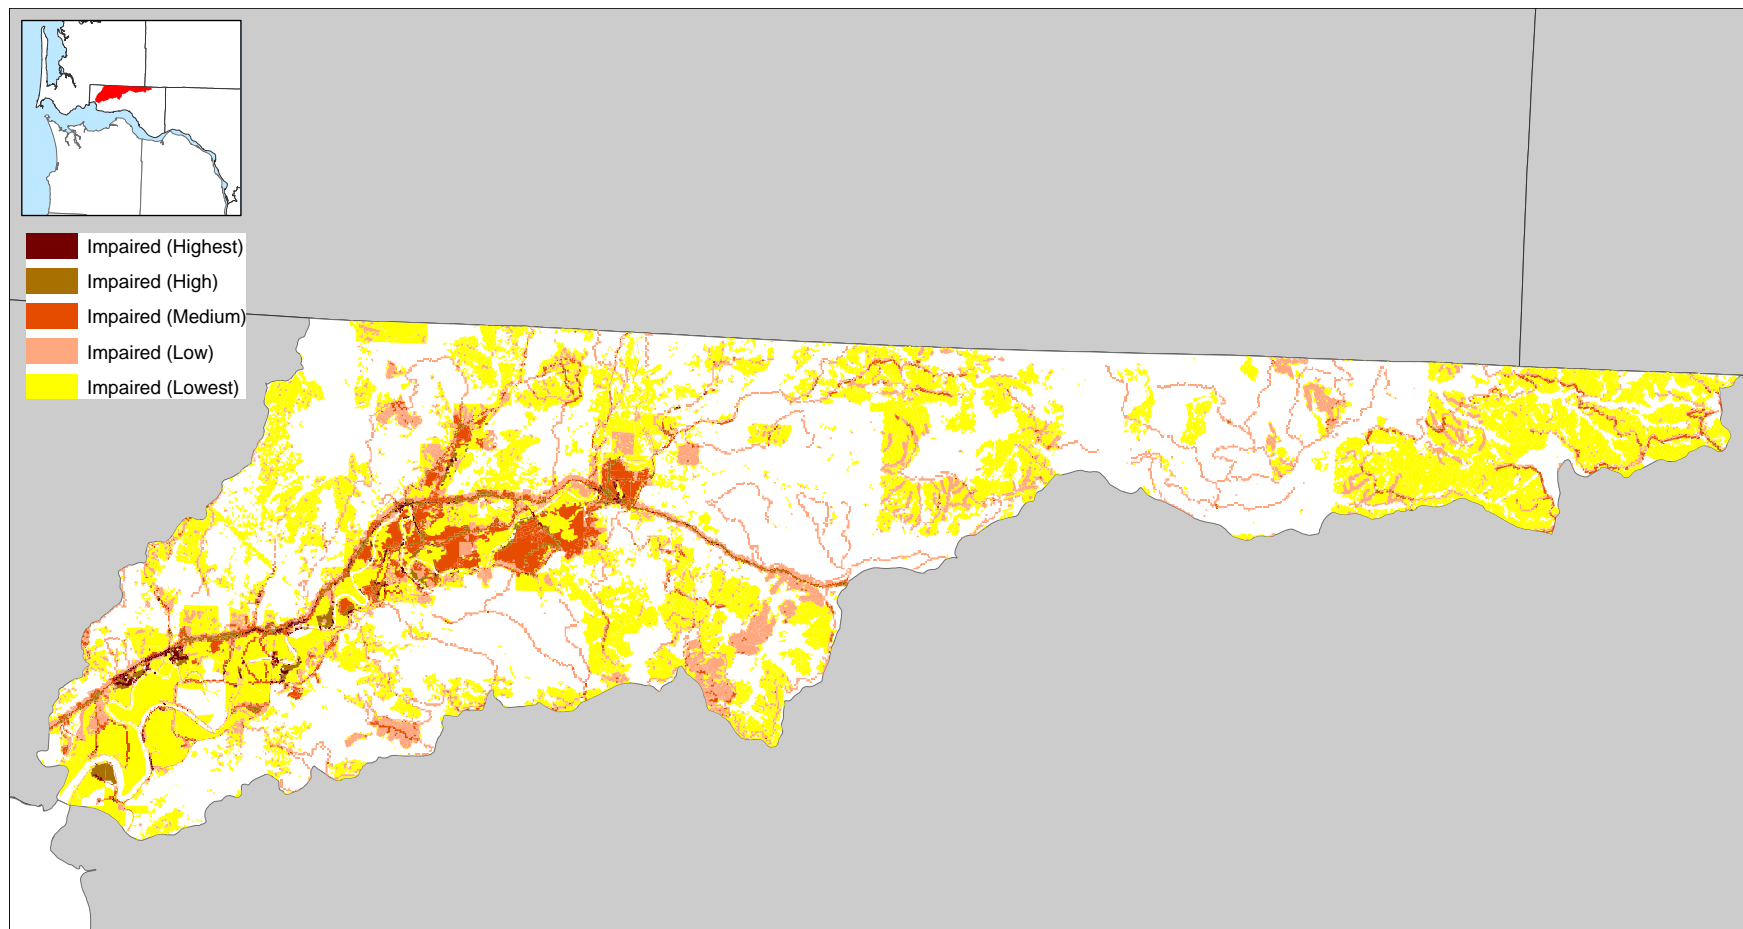 Impaired (Highest)
Impaired (High)
Impaired (Medium)
Impaired (Low)
Impaired (Lowest)